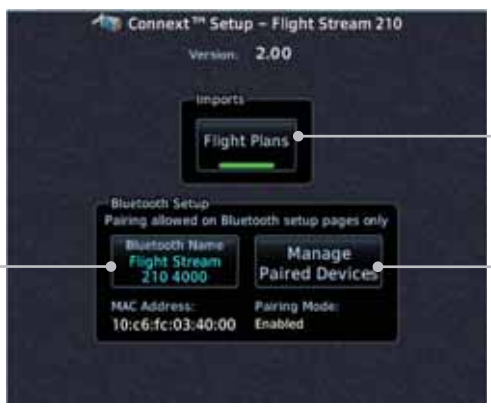 Connext™ Setup – Flight Stream 210
Version: 2.00
Imports
Flight Plans
Bluetooth Setup
Pairing allowed on Bluetooth setup pages only
Bluetooth Name
Flight Stream
210 4000
Manage
Paired Devices
MAC Address:
10:c6:fc:03:40:00
Pairing Mode:
Enabled